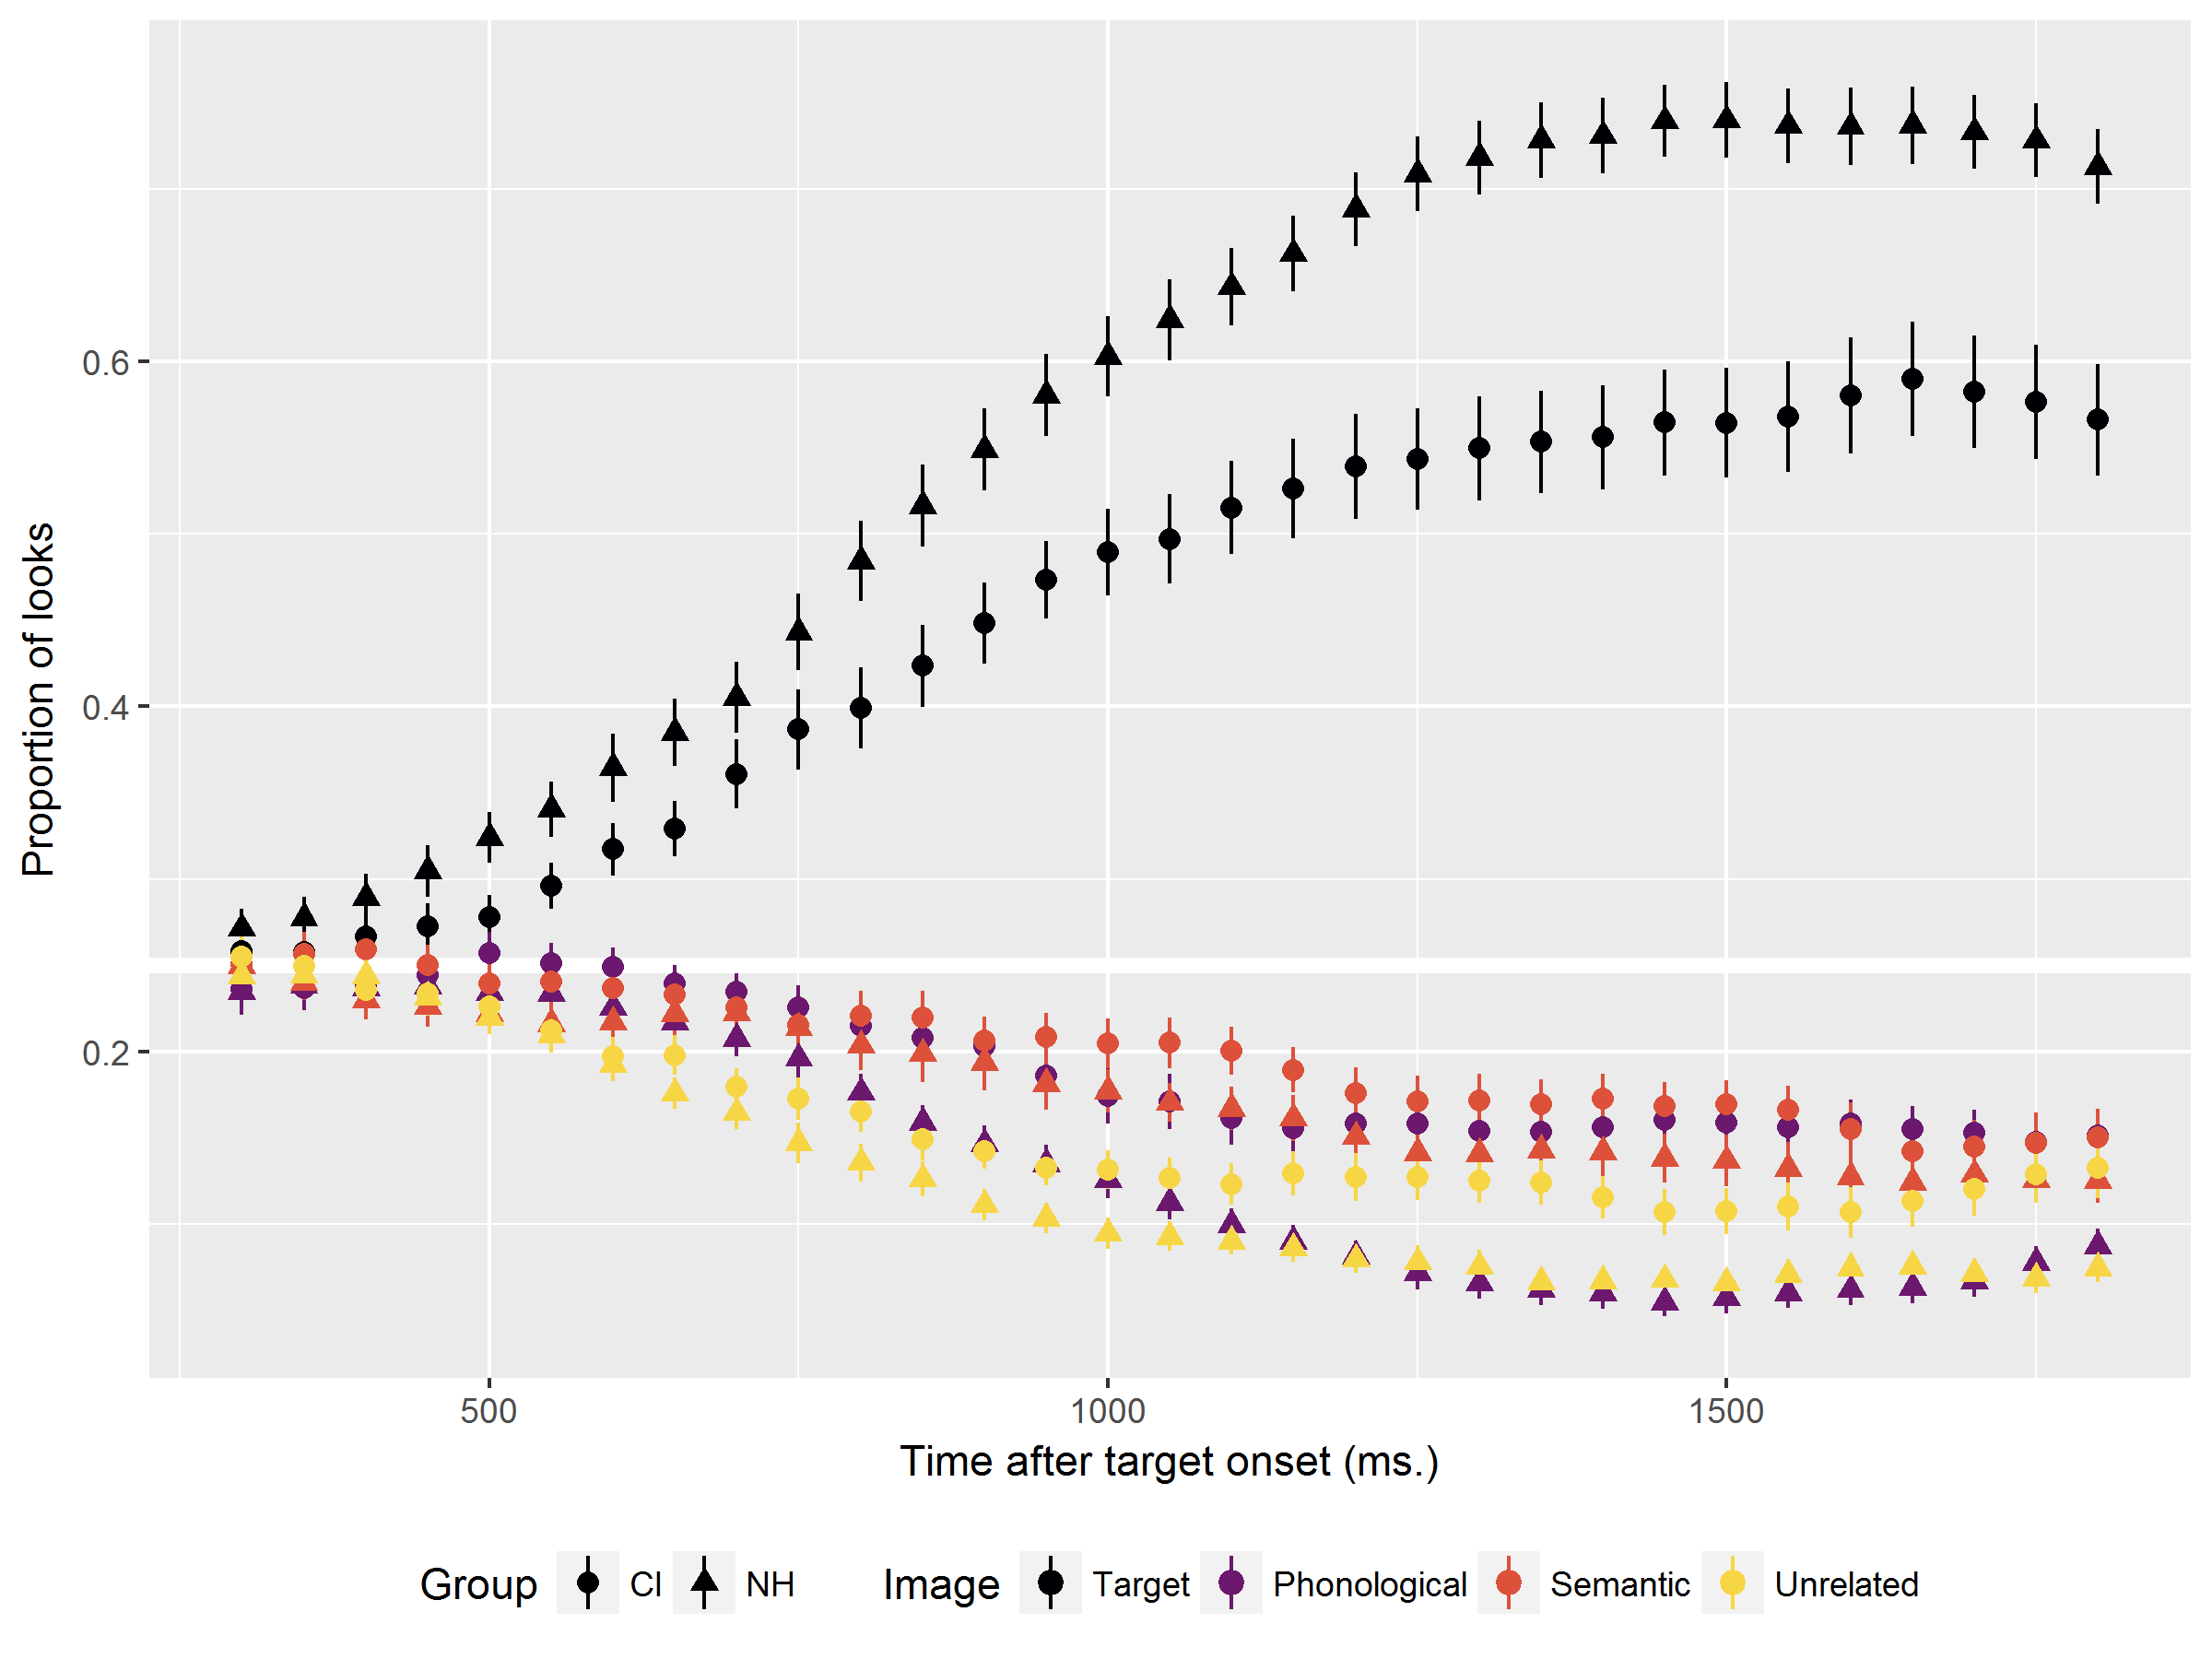 Proportion of looks
0.6
0.4
0.2
500 1000 1500
Time after target onset (ms.)
Group CI NH Image Target Phonological Semantic Unrelated